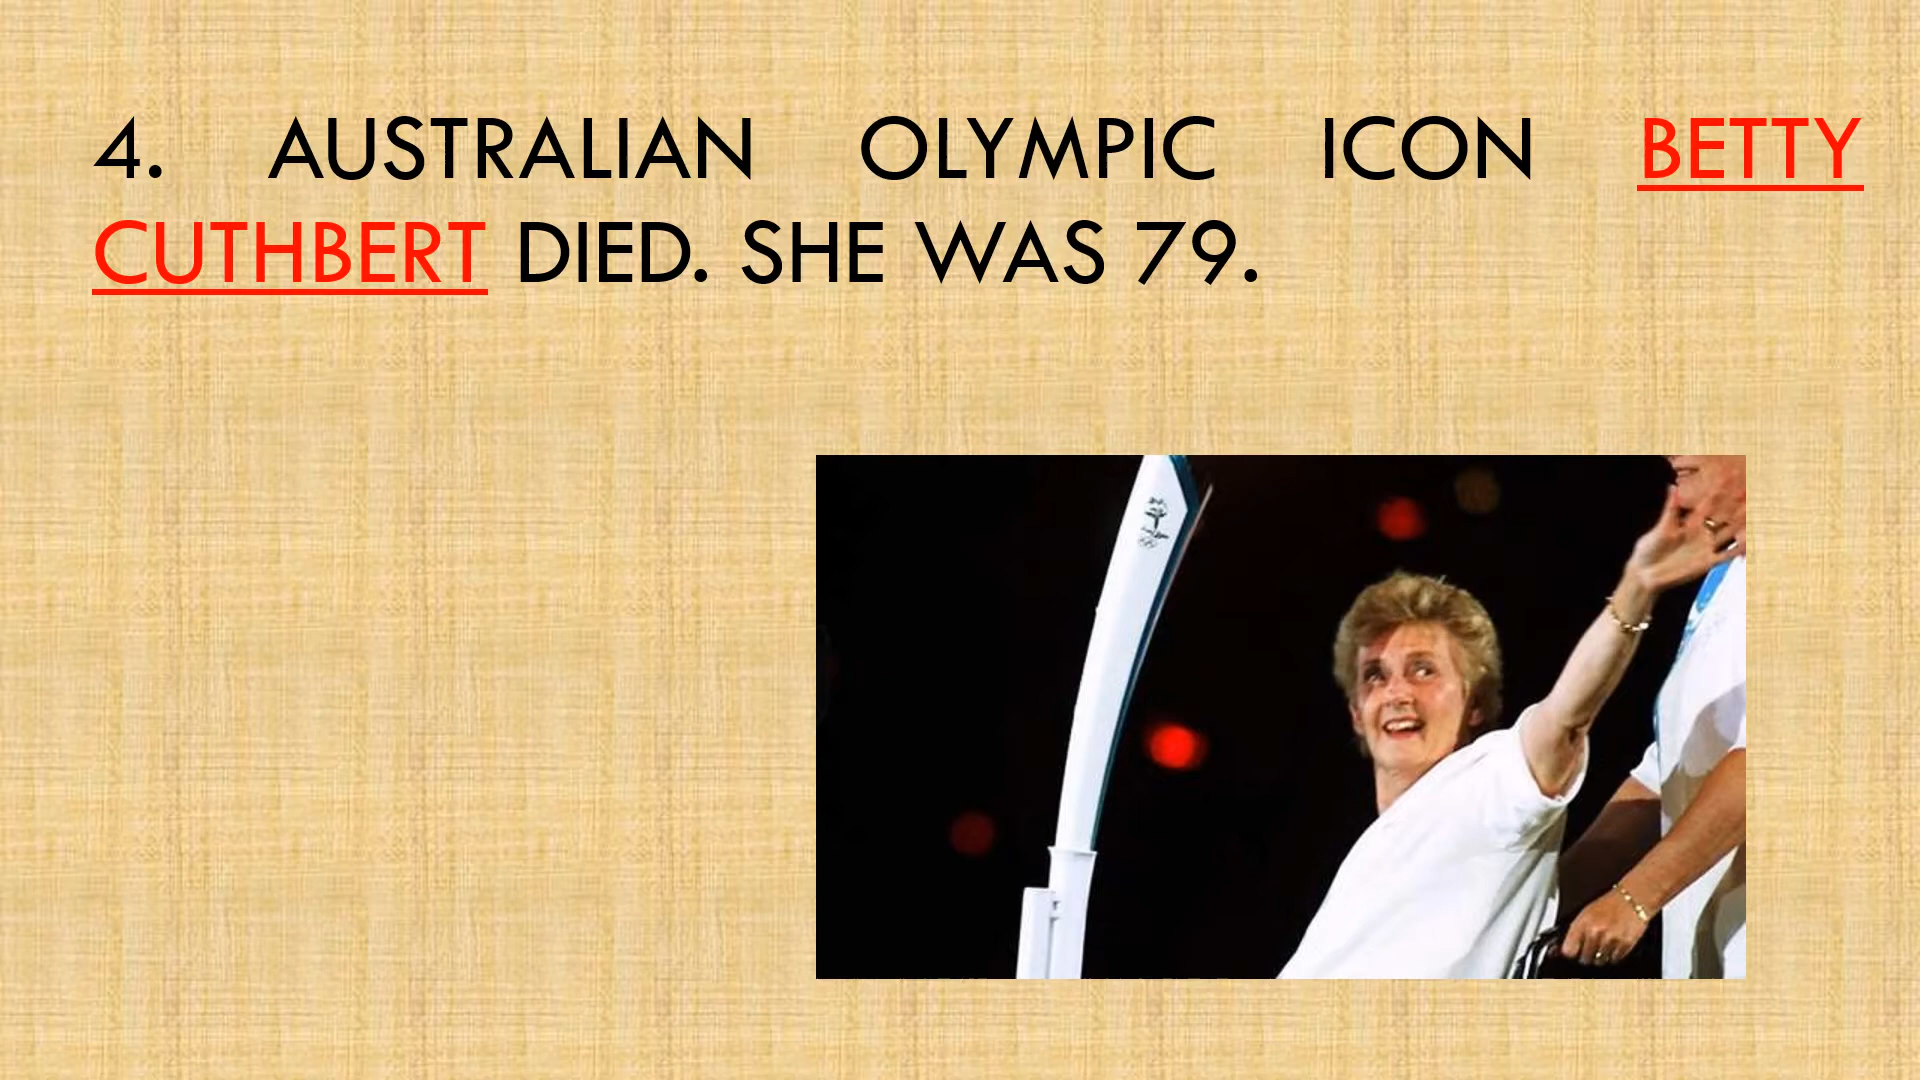 4. AUSTRALIAN OLYMPIC ICON BETTY
CUTHBERT DIED. SHE WAS 79.